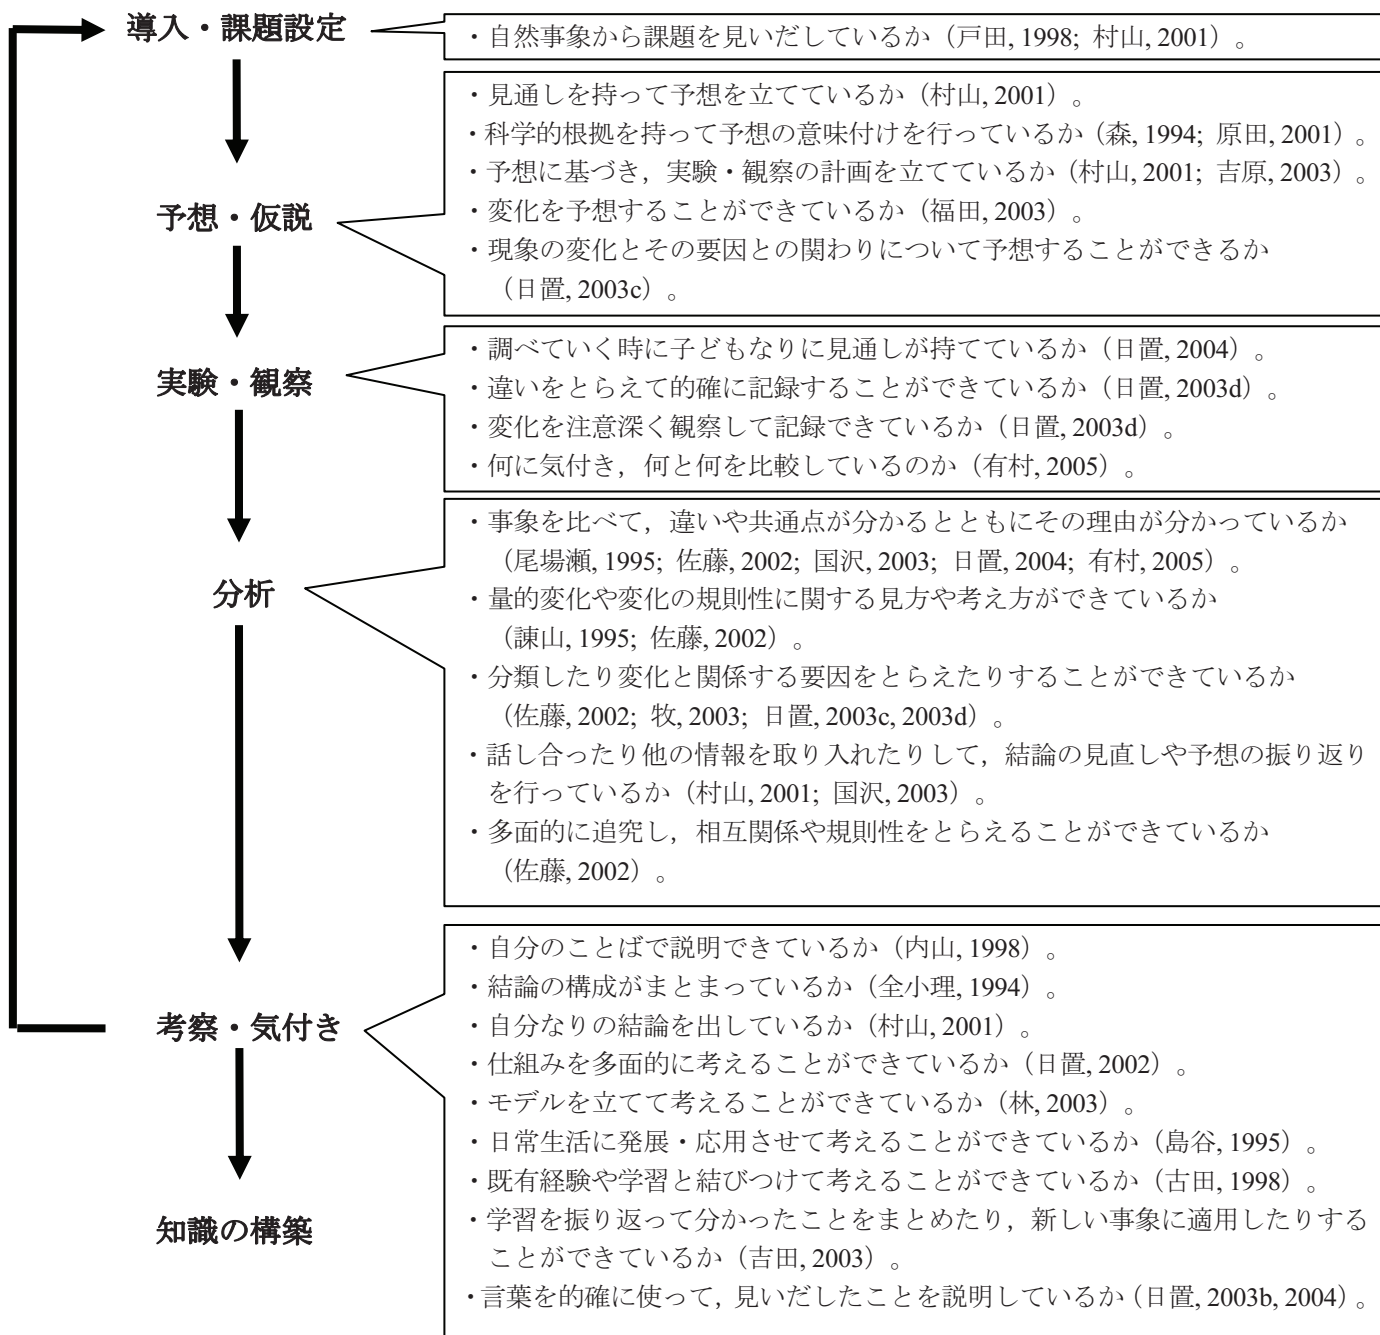 導入・課題設定
・自然事象から課題を見いだしているか（戸田, 1998; 村山, 2001）。
・見通しを持って予想を立てているか（村山, 2001）。
・科学的根拠を持って予想の意味付けを行っているか（森, 1994; 原田, 2001）。
・予想に基づき，実験・観察の計画を立てているか（村山, 2001; 吉原, 2003）。
・変化を予想することができているか（福田, 2003）。
・現象の変化とその要因との関わりについて予想することができるか
（日置, 2003c）。
予想・仮説
・調べていく時に子どもなりに見通しが持てているか（日置, 2004）。
・違いをとらえて的確に記録することができているか（日置, 2003d）。
・変化を注意深く観察して記録できているか（日置, 2003d）。
・何に気付き，何と何を比較しているのか（有村, 2005）。
実験・観察
・事象を比べて，違いや共通点が分かるとともにその理由が分かっているか
（尾場瀬, 1995; 佐藤, 2002; 国沢, 2003; 日置, 2004; 有村, 2005）。
・量的変化や変化の規則性に関する見方や考え方ができているか
（諌山, 1995; 佐藤, 2002）。
・分類したり変化と関係する要因をとらえたりすることができているか
（佐藤, 2002; 牧, 2003; 日置, 2003c, 2003d）。
・話し合ったり他の情報を取り入れたりして，結論の見直しや予想の振り返り
を行っているか（村山, 2001; 国沢, 2003）。
・多面的に追究し，相互関係や規則性をとらえることができているか
（佐藤, 2002）。
分析
・自分のことばで説明できているか（内山, 1998）。
・結論の構成がまとまっているか（全小理, 1994）。
・自分なりの結論を出しているか（村山, 2001）。
・仕組みを多面的に考えることができているか（日置, 2002）。
・モデルを立てて考えることができているか（林, 2003）。
・日常生活に発展・応用させて考えることができているか（島谷, 1995）。
・既有経験や学習と結びつけて考えることができているか（古田, 1998）。
・学習を振り返って分かったことをまとめたり，新しい事象に適用したりする
ことができているか（吉田, 2003）。
・言葉を的確に使って，見いだしたことを説明しているか（日置, 2003b, 2004）。
考察・気付き
知識の構築